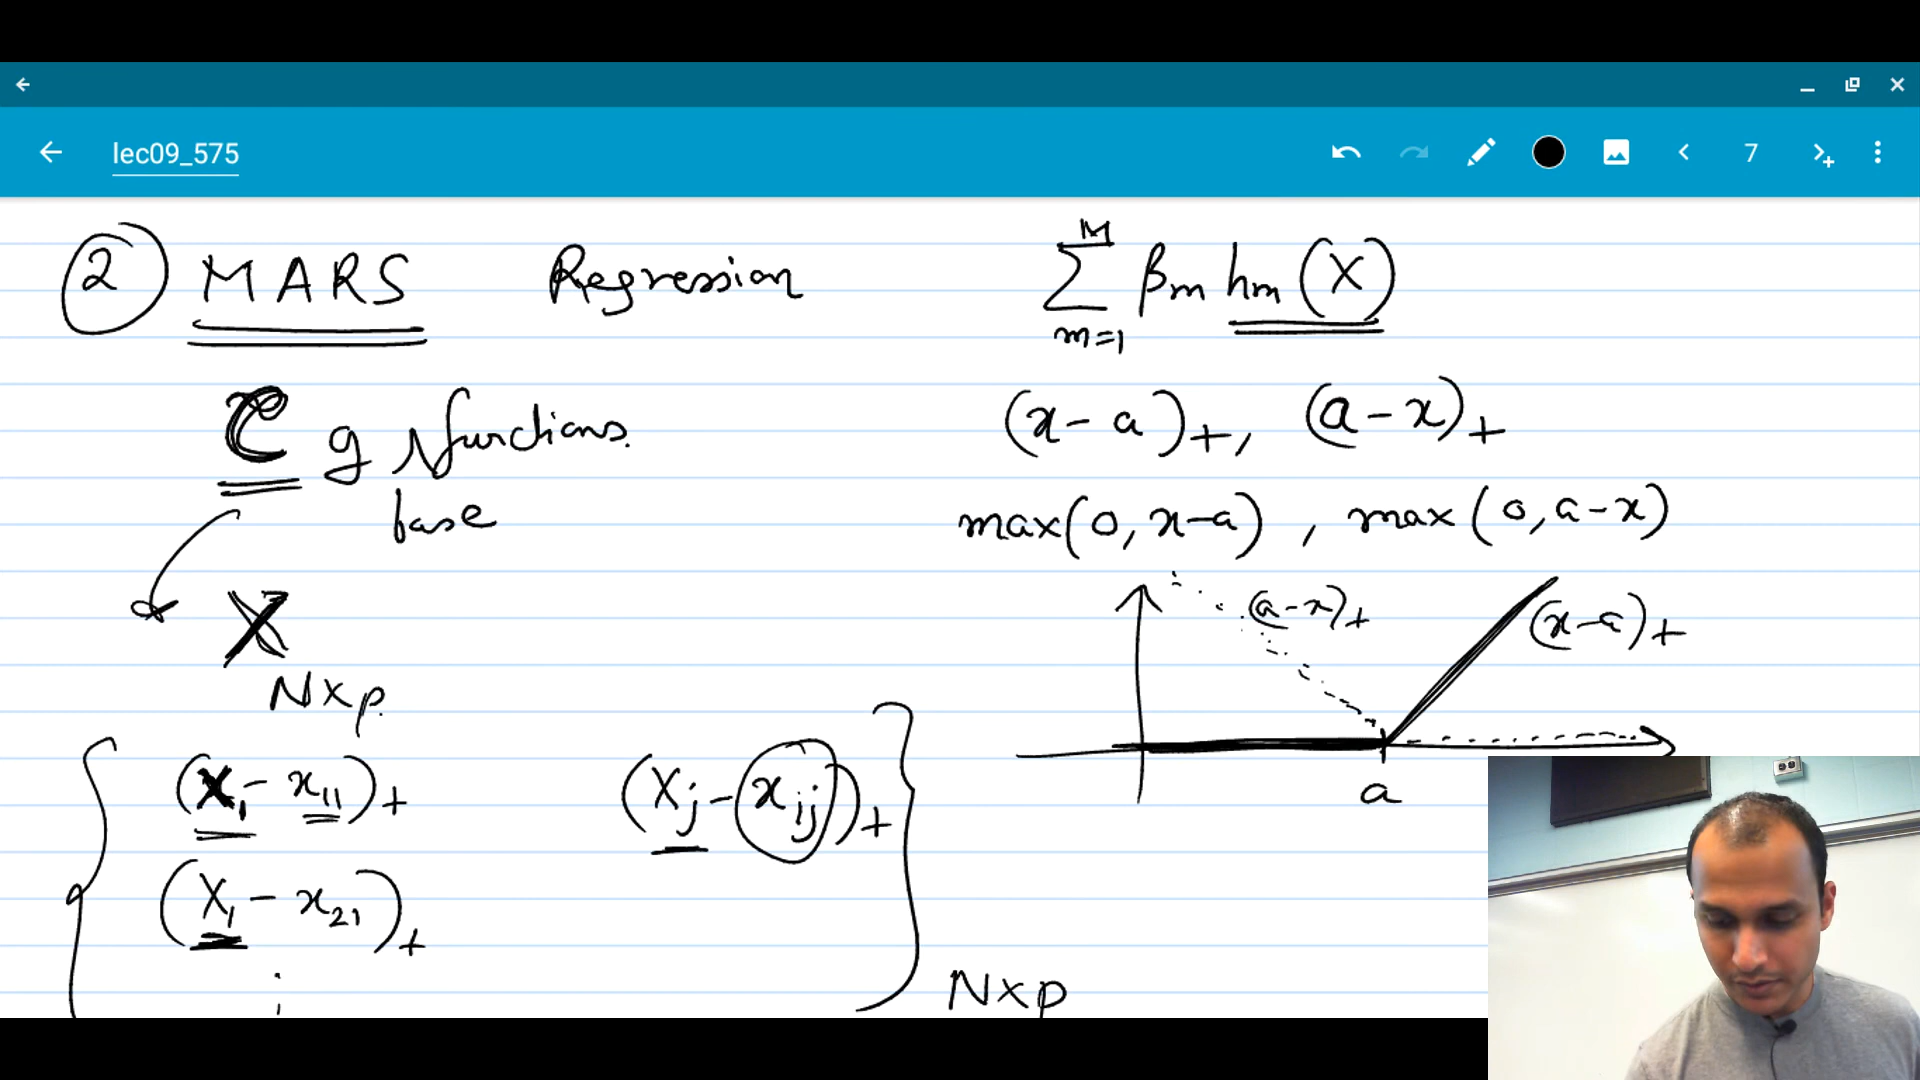 lec09_575
7
② MARS Regression
C of functions.
base
X
N×p.
(X₁ - x₁₁)₊ (Xⱼ - xᵢⱼ)₊
(X₁ - x₂₁)₊
N×p
M
∑ βm hm(X)
m=1
(x-a)₊, (a-x)₊
max(0, x-a), max(0, a-x)
(a-x)₊ (x-a)₊
a